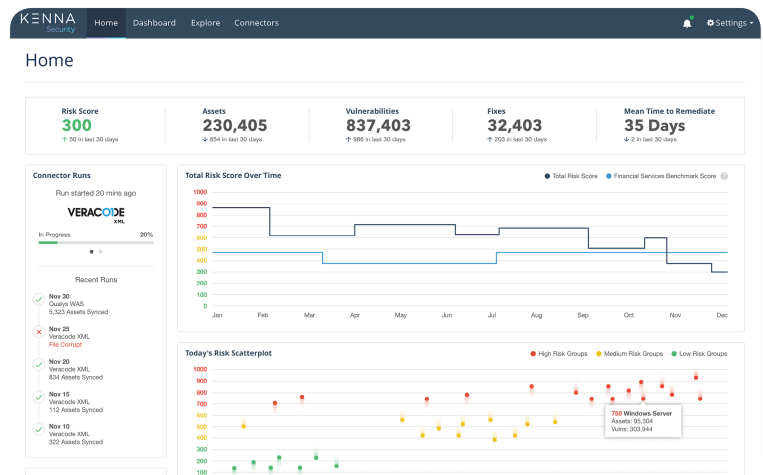 KENNA
Security
Home
Dashboard
Explore
Connectors
Settings
Home
Risk Score
300
↑ 50 in last 30 days
Assets
230,405
↓ 854 in last 30 days
Vulnerabilities
837,403
↑ 966 in last 30 days
Fixes
32,403
↑ 203 in last 30 days
Mean Time to Remediate
35 Days
↓ 2 in last 30 days
Connector Runs
Run started 20 mins ago
VERACODE
XML
In Progress 20%
Recent Runs
Nov 30
Qualys WAS
5,323 Assets Synced
Nov 25
Veracode XML
File Corrupt
Nov 20
Veracode XML
834 Assets Synced
Nov 15
Veracode XML
112 Assets Synced
Nov 10
Veracode XML
322 Assets Synced
Total Risk Score Over Time
Total Risk Score
Financial Services Benchmark Score ?
1000
900
800
700
600
500
400
300
200
100
0
Jan Feb Mar Apr May Jun Jul Aug Sep Oct Nov Dec
Today's Risk Scatterplot
High Risk Groups
Medium Risk Groups
Low Risk Groups
1000
900
800
700
600
500
400
300
200
100
750 Windows Server
Assets: 95,304
Vulns: 303,944